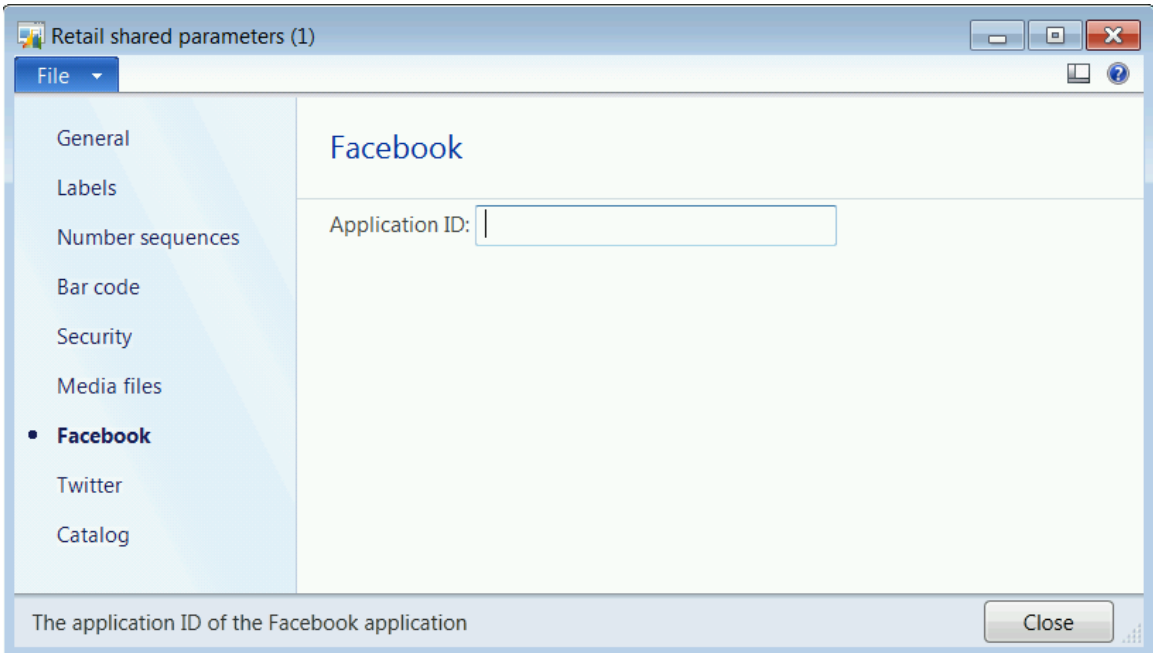 Retail shared parameters (1)
File
General
Labels
Number sequences
Bar code
Security
Media files
Facebook
Twitter
Catalog
Facebook
Application ID:
The application ID of the Facebook application
Close